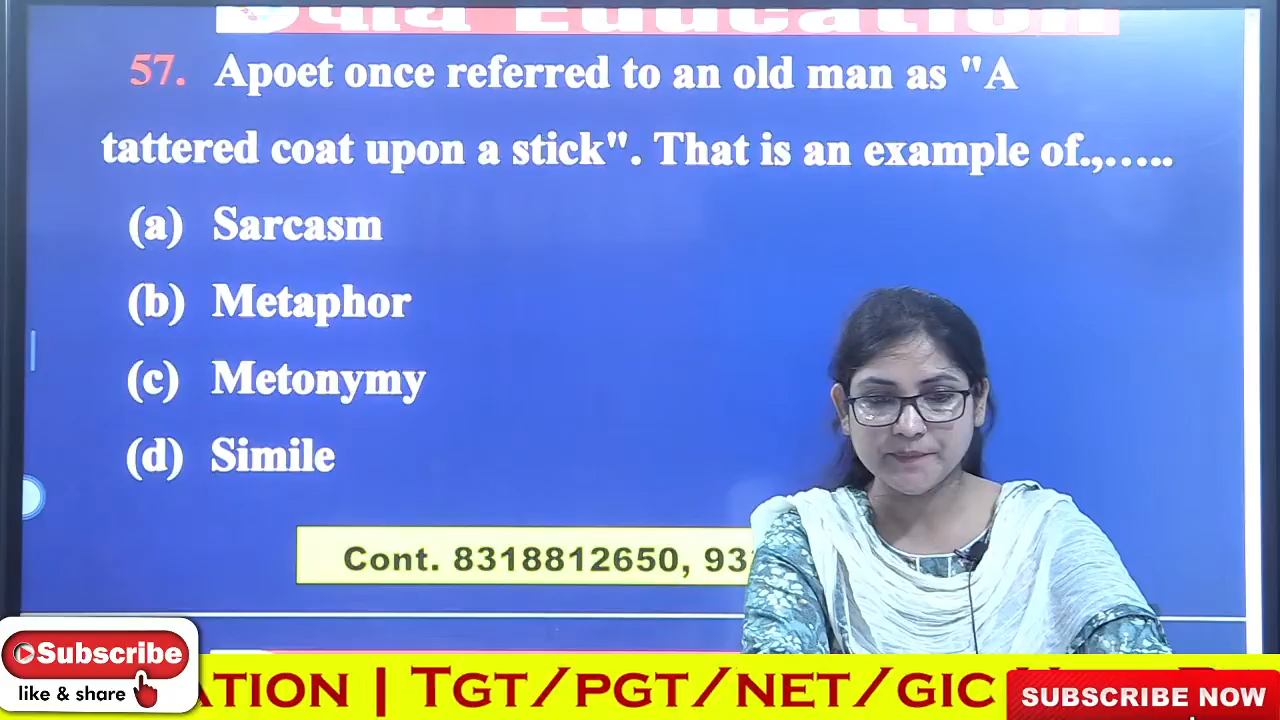 Education
57. Apoet once referred to an old man as "A
tattered coat upon a stick". That is an example of.,…..
(a) Sarcasm
(b) Metaphor
(c) Metonymy
(d) Simile
Cont. 8318812650, 93
Subscribe
like & share
ATION | TGT/PGT/NET/GIC
SUBSCRIBE NOW